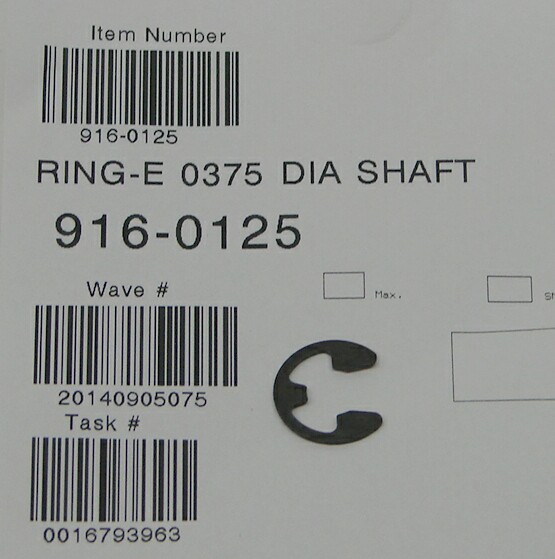 Item Number
916-0125
RING-E 0375 DIA SHAFT
916-0125
Wave #
Max.
20140905075
Task #
0016793963